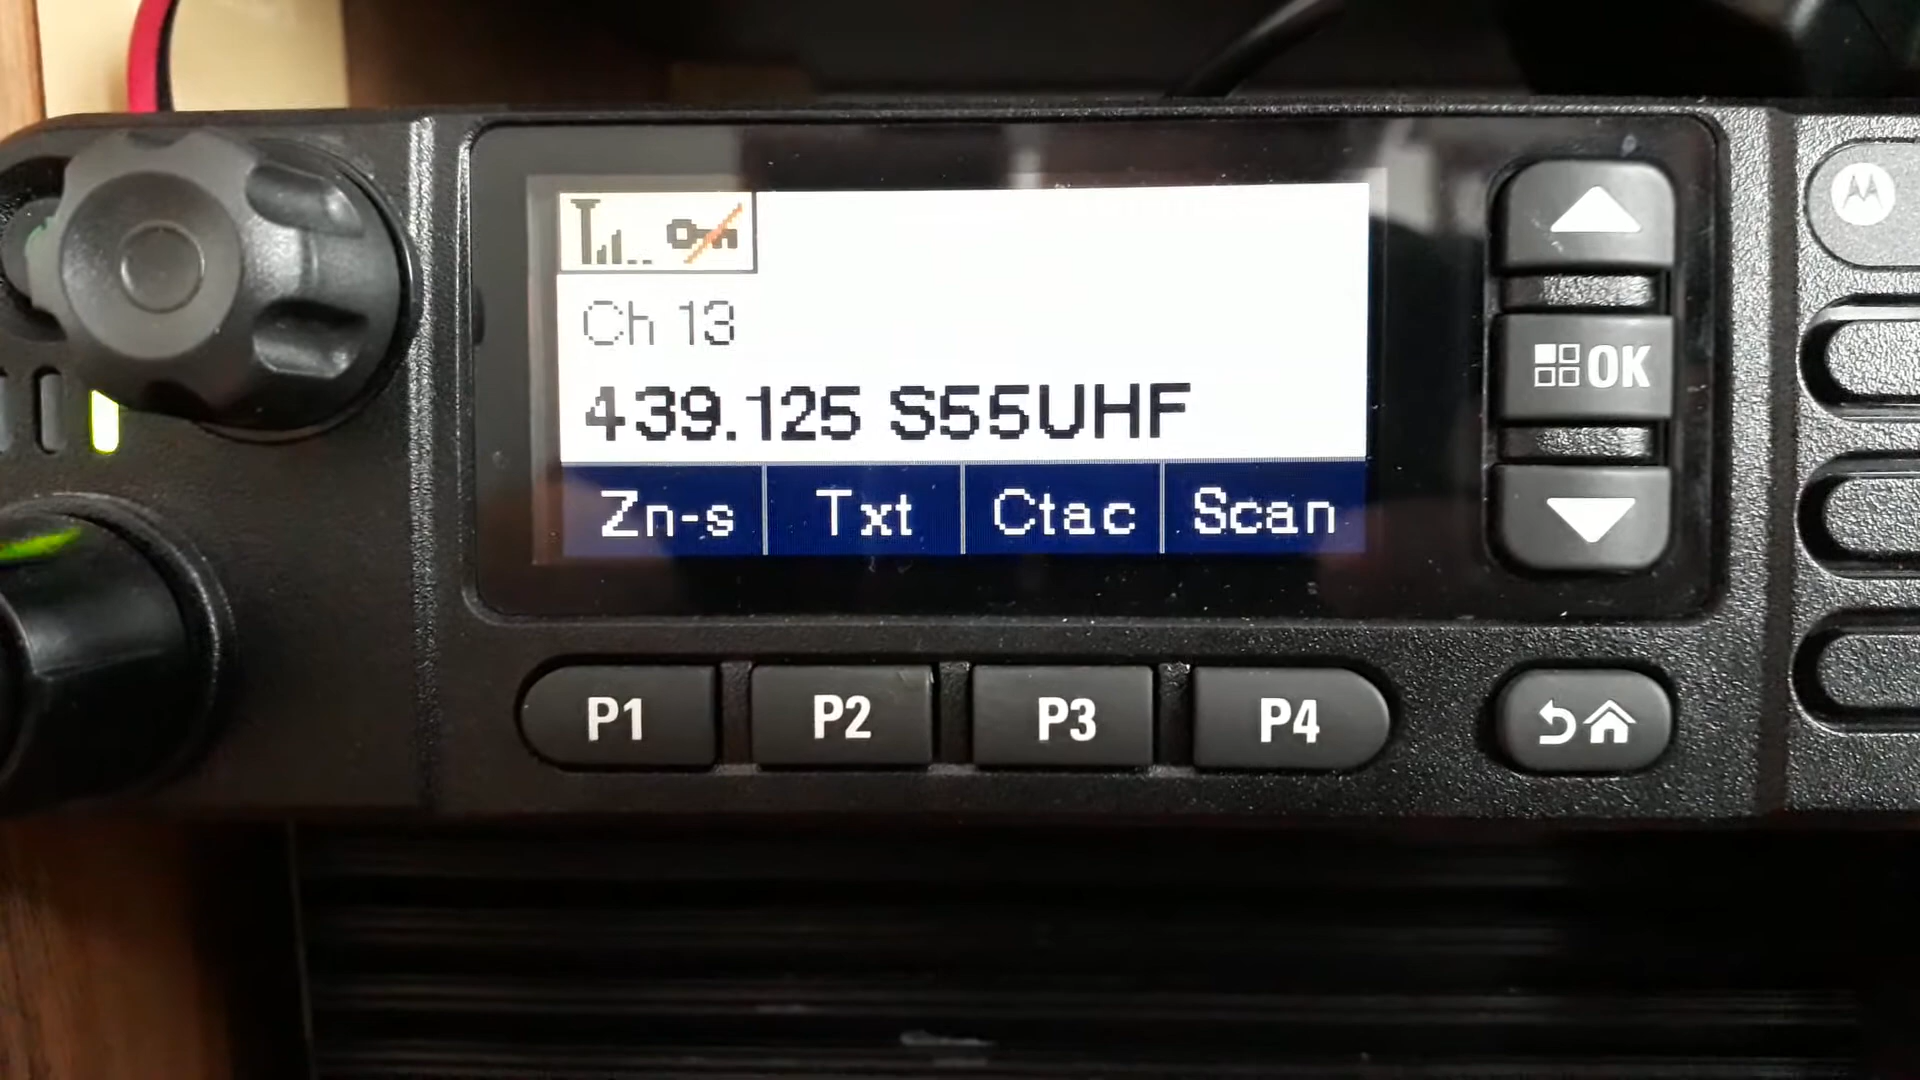 Ch 13
439.125 S55UHF
Zn-s Txt Ctac Scan
OK
P1 P2 P3 P4